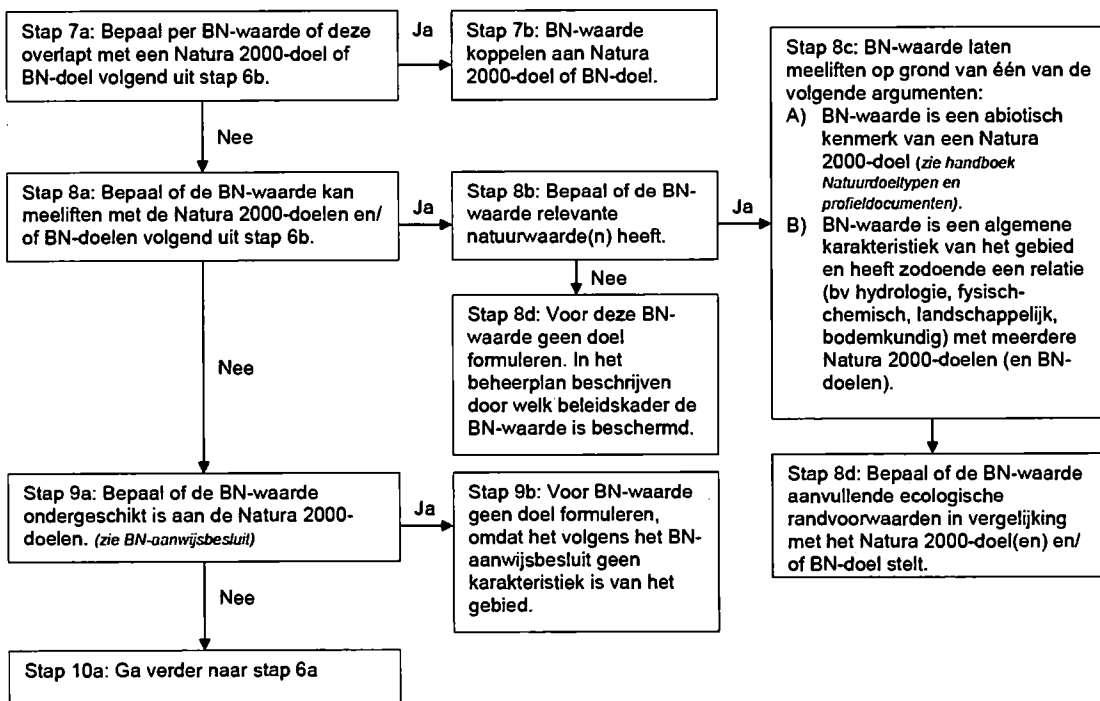 Stap 7a: Bepaal per BN-waarde of deze
overlapt met een Natura 2000-doel of
BN-doel volgend uit stap 6b.
Ja
Stap 7b: BN-waarde
koppelen aan Natura
2000-doel of BN-doel.
Nee
Stap 8a: Bepaal of de BN-waarde kan
meeliften met de Natura 2000-doelen en/
of BN-doelen volgend uit stap 6b.
Ja
Stap 8b: Bepaal of de BN-
waarde relevante
natuurwaarde(n) heeft.
Ja
Stap 8c: BN-waarde laten
meeliften op grond van één van de
volgende argumenten:
A) BN-waarde is een abiotisch
kenmerk van een Natura
2000-doel (zie handboek
Natuurdoeltypen en
profieldocumenten).
B) BN-waarde is een algemene
karakteristiek van het gebied
en heeft zodoende een relatie
(bv hydrologie, fysisch-
chemisch, landschappelijk,
bodemkundig) met meerdere
Natura 2000-doelen (en BN-
doelen).
Nee
Stap 8d: Voor deze BN-
waarde geen doel
formuleren. In het
beheerplan beschrijven
door welk beleidskader de
BN-waarde is beschermd.
Nee
Stap 8d: Bepaal of de BN-waarde
aanvullende ecologische
randvoorwaarden in vergelijking
met het Natura 2000-doel(en) en/
of BN-doel stelt.
Stap 9a: Bepaal of de BN-waarde
ondergeschikt is aan de Natura 2000-
doelen. (zie BN-aanwijsbesluit)
Ja
Stap 9b: Voor BN-waarde
geen doel formuleren,
omdat het volgens het BN-
aanwijsbesluit geen
karakteristiek is van het
gebied.
Nee
Stap 10a: Ga verder naar stap 6a